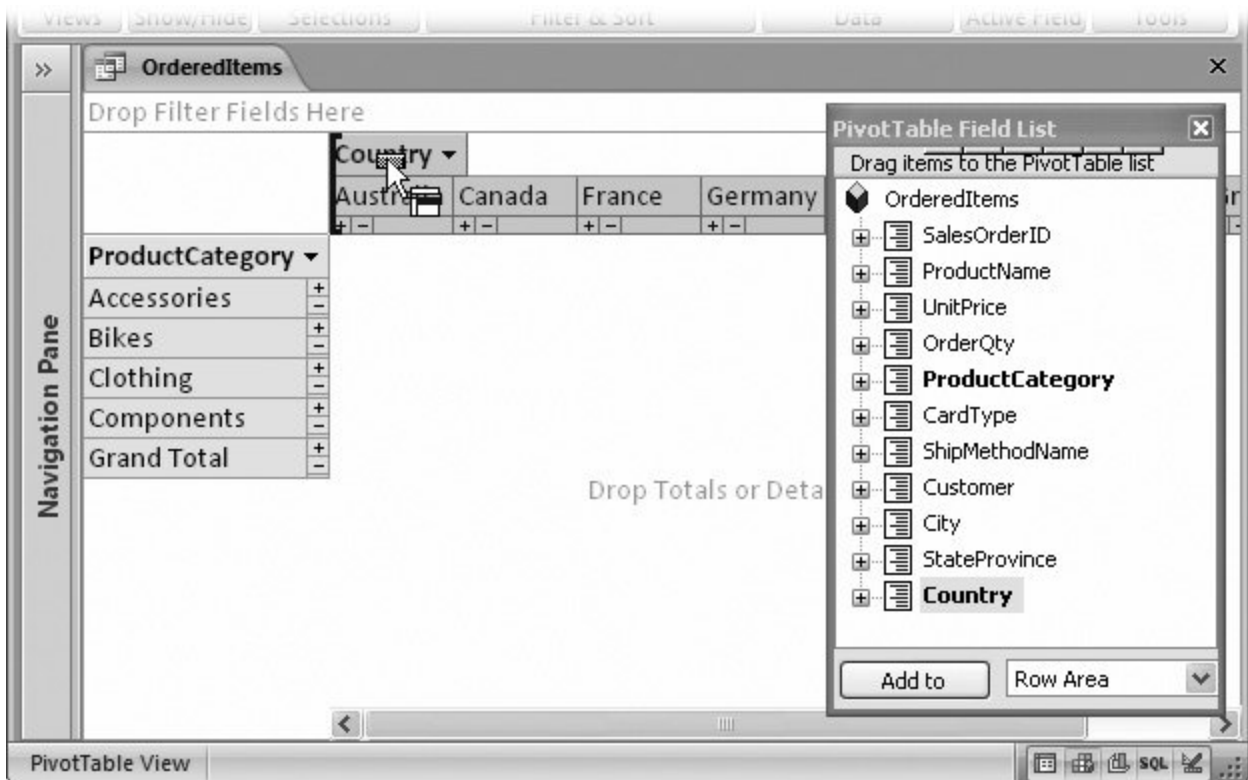 Views Show/Hide Selections Filter & Sort Data Active Field Tools
OrderedItems
Drop Filter Fields Here
Country
Canada France Germany
ProductCategory
Accessories
Bikes
Clothing
Components
Grand Total
Drop Totals or
Navigation Pane
PivotTable Field List
Drag items to the PivotTable list
OrderedItems
SalesOrderID
ProductName
UnitPrice
OrderQty
ProductCategory
CardType
ShipMethodName
Customer
City
StateProvince
Country
Add to Row Area
PivotTable View
SQL